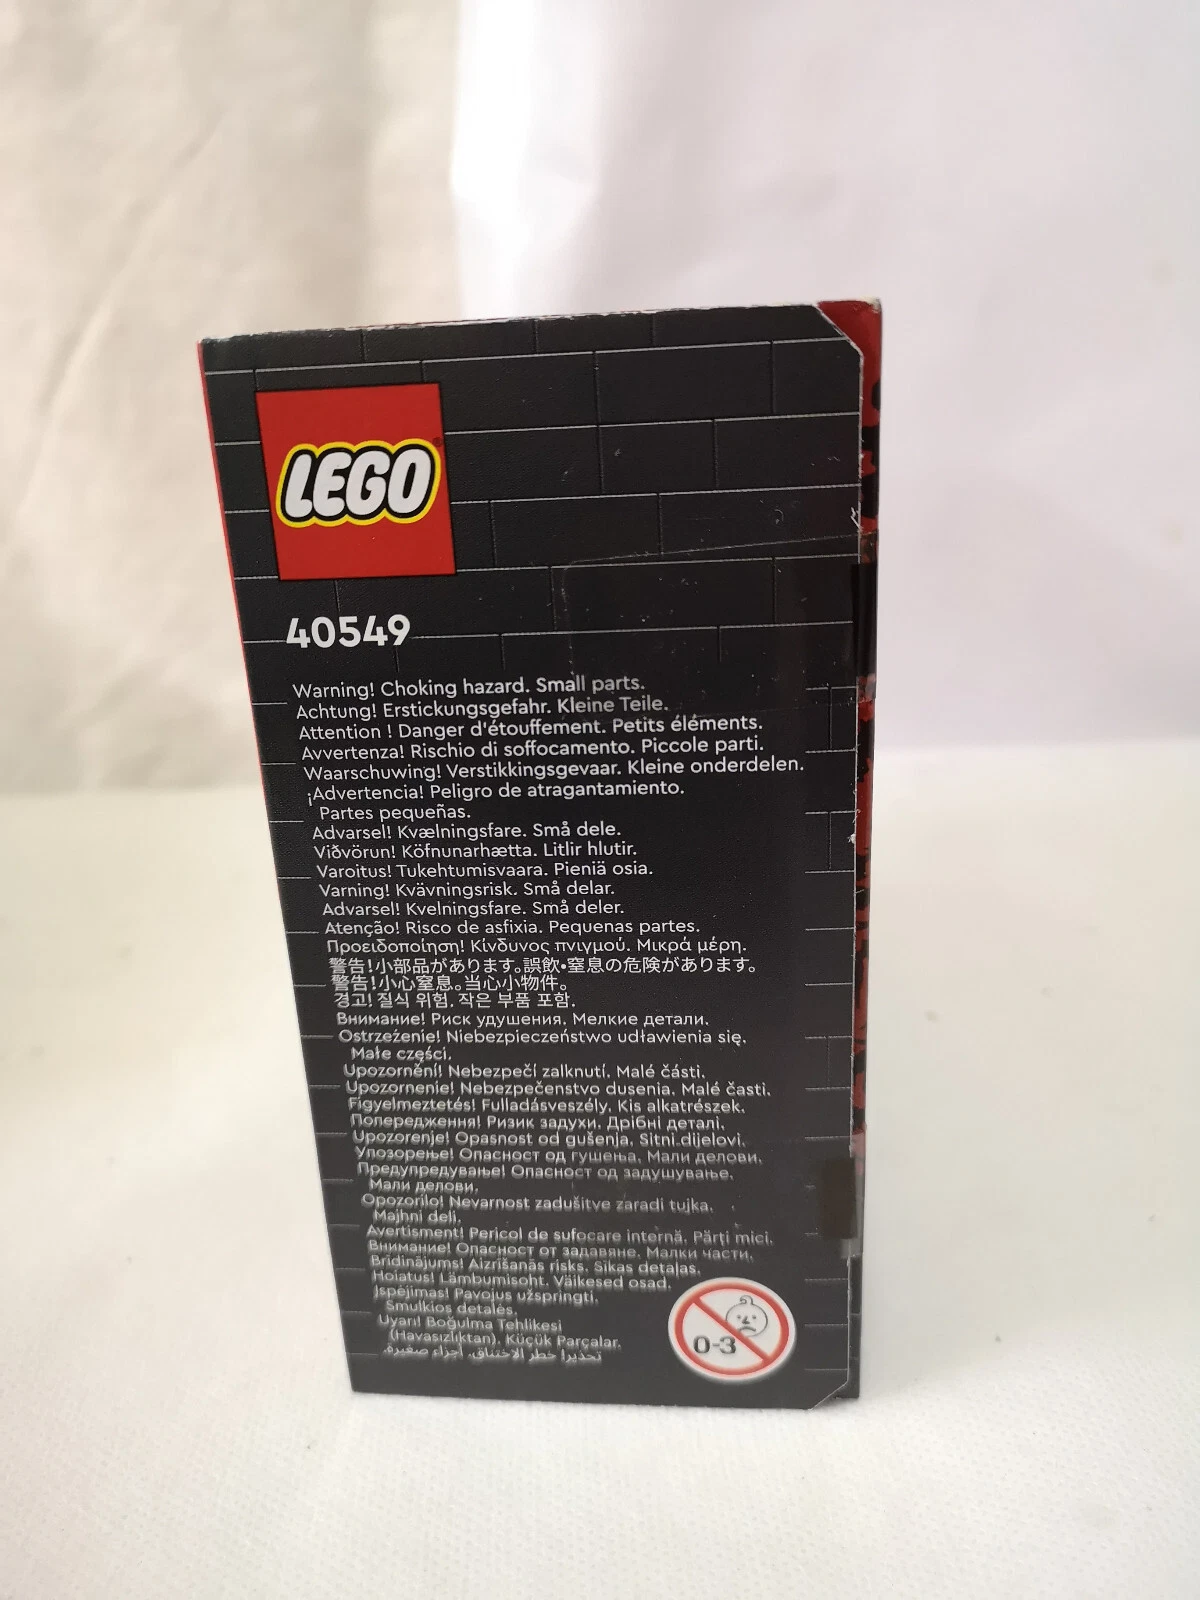 LEGO®
40549
Warning! Choking hazard. Small parts.
Achtung! Erstickungsgefahr. Kleine Teile.
Attention ! Danger d'étouffement. Petits éléments.
Avvertenza! Rischio di soffocamento. Piccole parti.
Waarschuwing! Verstikkingsgevaar. Kleine onderdelen.
¡Advertencia! Peligro de atragantamiento.
Partes pequeñas.
Advarsel! Kvælningsfare. Små dele.
Viðvörun! Köfnunarhætta. Litlir hlutir.
Varoitus! Tukehtumisvaara. Pieniä osia.
Varning! Kvävningsrisk. Små delar.
Advarsel! Kvelningsfare. Små deler.
Atenção! Risco de asfixia. Pequenas partes.
Προειδοποίηση! Κίνδυνος πνιγμού. Μικρά μέρη.
警告!小部品があります。誤飲•窒息の危険があります。
警告!小心窒息。当心小物件。
경고! 질식 위험. 작은 부품 포함.
Внимание! Риск удушения. Мелкие детали.
Ostrzeżenie! Niebezpieczeństwo udławienia się.
Małe części.
Upozornění! Nebezpečí zalknutí. Malé části.
Upozornenie! Nebezpečenstvo dusenia. Malé časti.
Figyelmeztetés! Fulladásveszély. Kis alkatrészek.
Попередження! Ризик задухи. Дрібні деталі.
Upozorenje! Opasnost od gušenja. Sitni dijelovi.
Упозорење! Опасност од гушења. Мали делови.
Предупредување! Опасност од задушување.
Мали делови.
Opozorilo! Nevarnost zadušitve zaradi tujka.
Majhni deli.
Avertisment! Pericol de sufocare internă. Părți mici.
Внимание! Опасност от задавяне. Малки части.
Brīdinājums! Aizrīšanās risks. Sīkas detaļas.
Hoiatus! Lämbumisoht. Väikesed osad.
Įspėjimas! Pavojus užspringti.
Smulkios detalės.
Uyarı! Boğulma Tehlikesi
(Havasızlıktan). Küçük Parçalar.
تحذير! خطر الاختناق. أجزاء صغيرة.
0-3